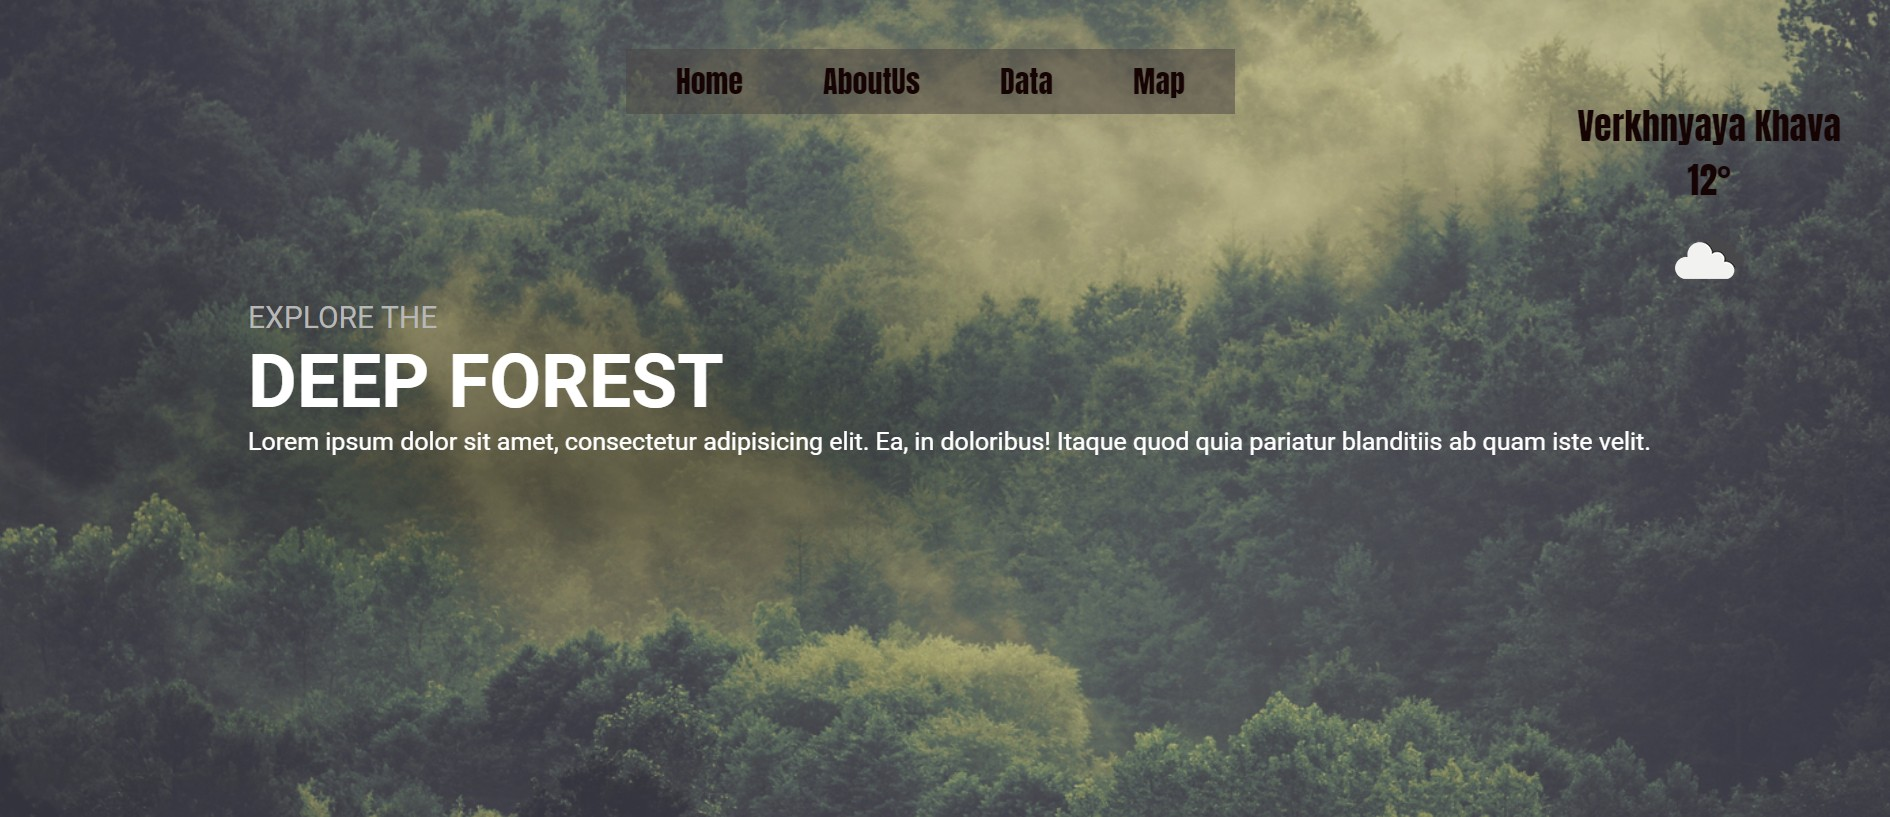 Home AboutUs Data Map
Verkhnyaya Khava
12°
EXPLORE THE
DEEP FOREST
Lorem ipsum dolor sit amet, consectetur adipisicing elit. Ea, in doloribus! Itaque quod quia pariatur blanditiis ab quam iste velit.